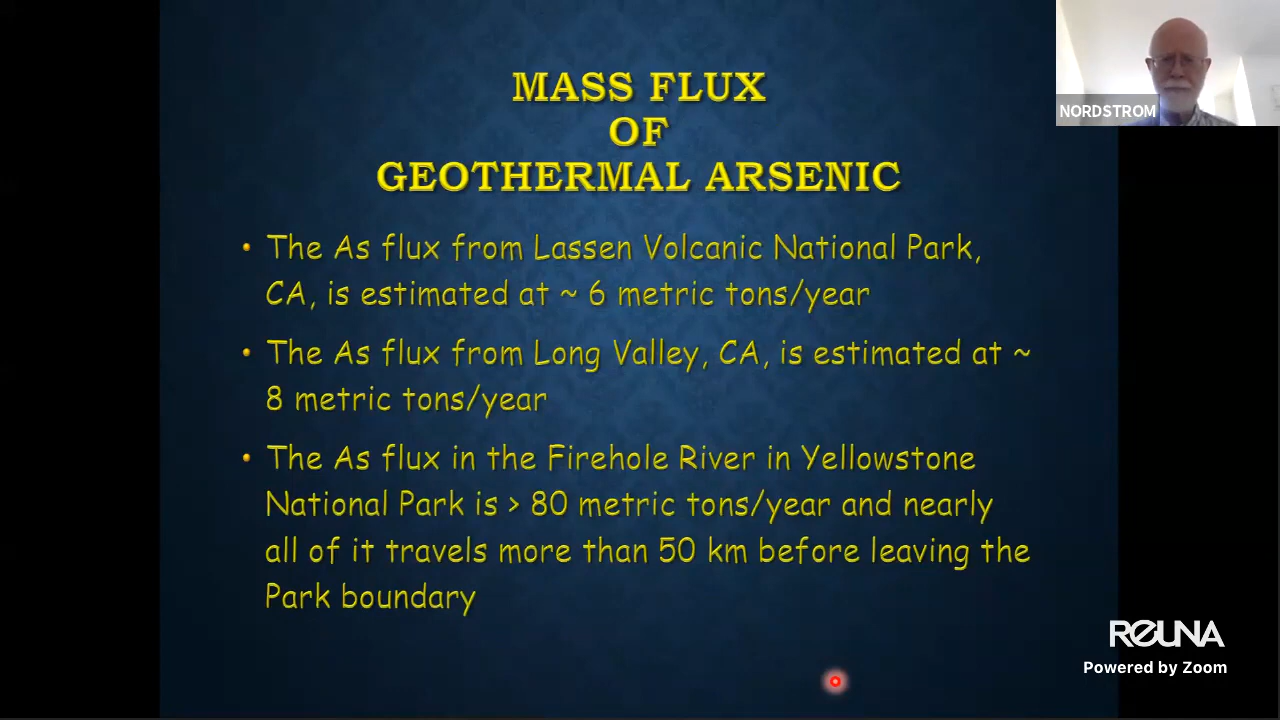 MASS FLUX
OF
GEOTHERMAL ARSENIC
• The As flux from Lassen Volcanic National Park,
CA, is estimated at ~ 6 metric tons/year
• The As flux from Long Valley, CA, is estimated at ~
8 metric tons/year
• The As flux in the Firehole River in Yellowstone
National Park is > 80 metric tons/year and nearly
all of it travels more than 50 km before leaving the
Park boundary
NORDSTROM
REUNA
Powered by Zoom